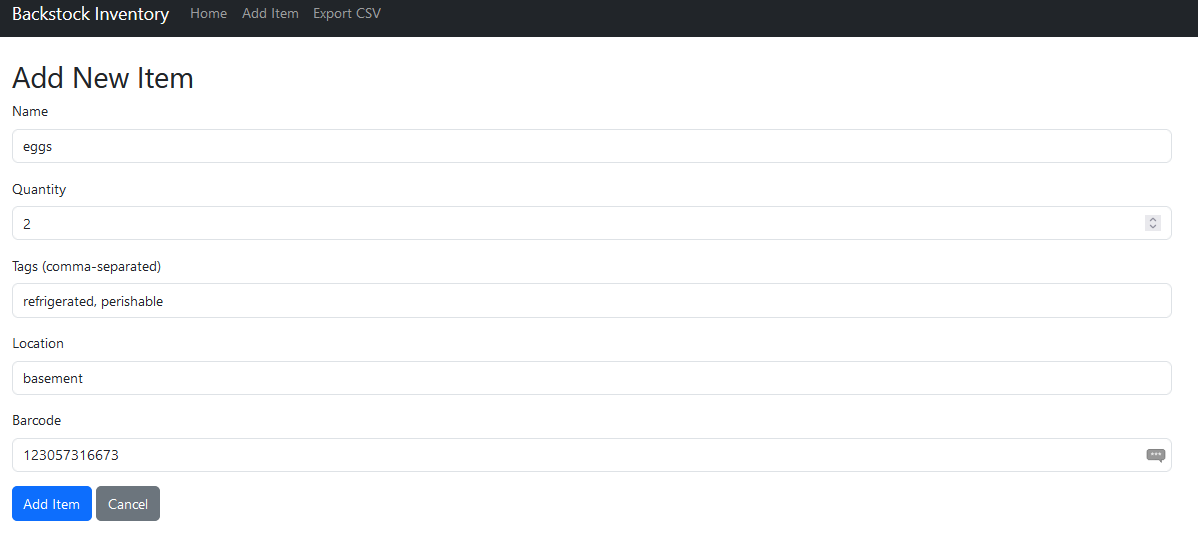 Backstock Inventory Home Add Item Export CSV
Add New Item
Name
eggs
Quantity
2
Tags (comma-separated)
refrigerated, perishable
Location
basement
Barcode
123057316673
Add Item Cancel